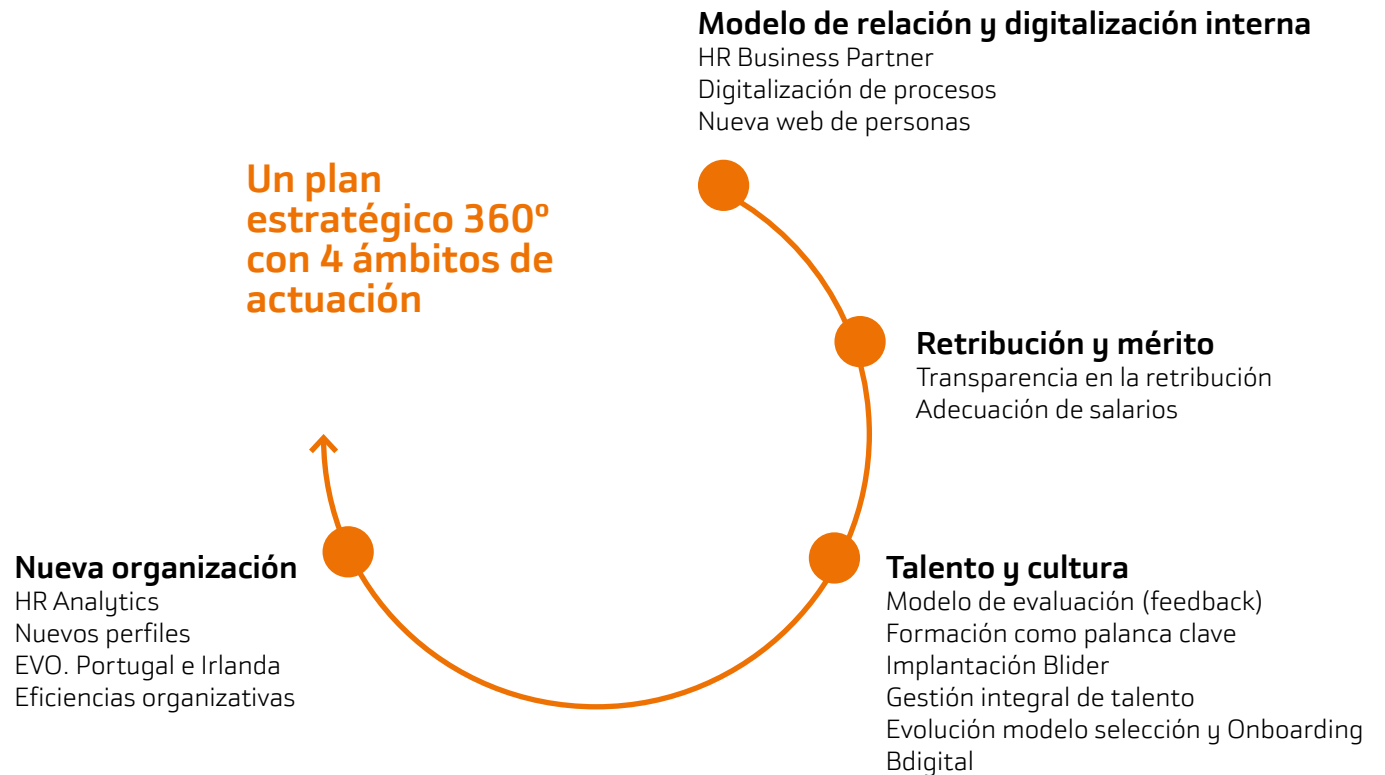 Modelo de relación y digitalización interna
HR Business Partner
Digitalización de procesos
Nueva web de personas
Un plan
estratégico 360º
con 4 ámbitos de
actuación
Retribución y mérito
Transparencia en la retribución
Adecuación de salarios
Talento y cultura
Modelo de evaluación (feedback)
Formación como palanca clave
Implantación Blider
Gestión integral de talento
Evolución modelo selección y Onboarding
Bdigital
Nueva organización
HR Analytics
Nuevos perfiles
EVO. Portugal e Irlanda
Eficiencias organizativas